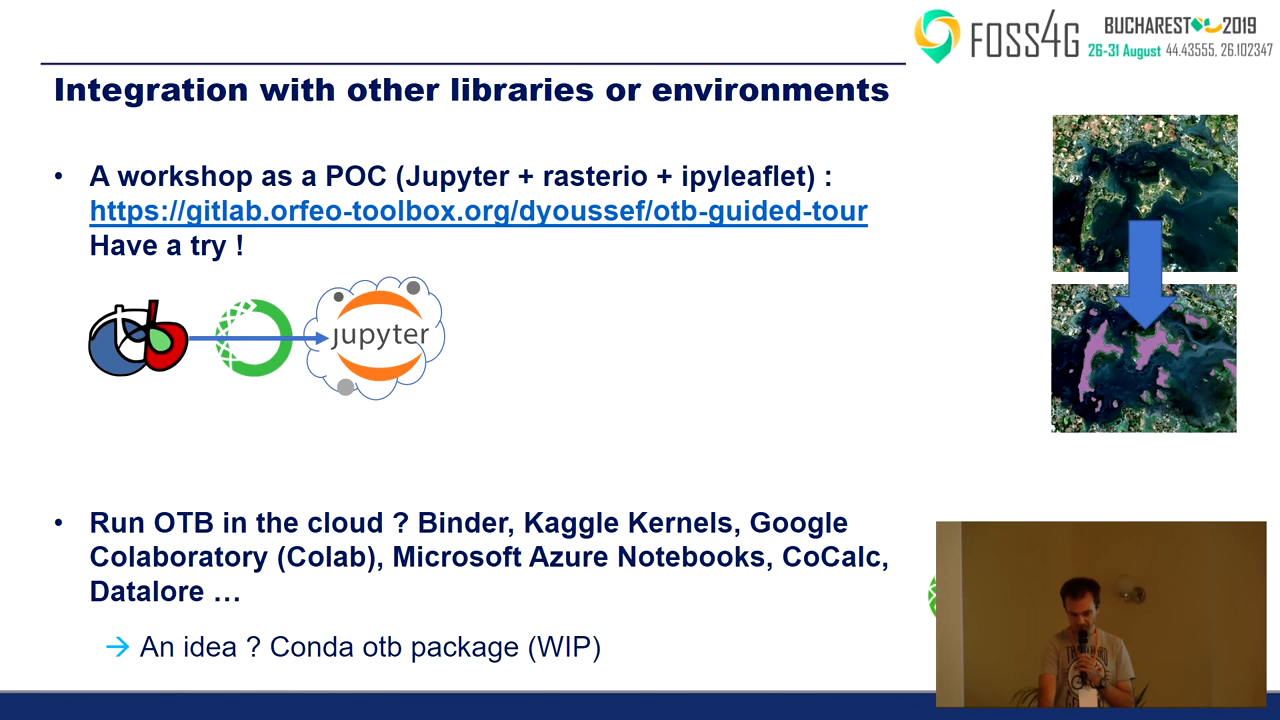 FOSS4G
BUCHAREST 2019
26-31 August 44.43555, 26.102347
Integration with other libraries or environments
• A workshop as a POC (Jupyter + rasterio + ipyleaflet) :
https://gitlab.orfeo-toolbox.org/dyoussef/otb-guided-tour
Have a try !
jupyter
• Run OTB in the cloud ? Binder, Kaggle Kernels, Google
Colaboratory (Colab), Microsoft Azure Notebooks, CoCalc,
Datalore …
→ An idea ? Conda otb package (WIP)